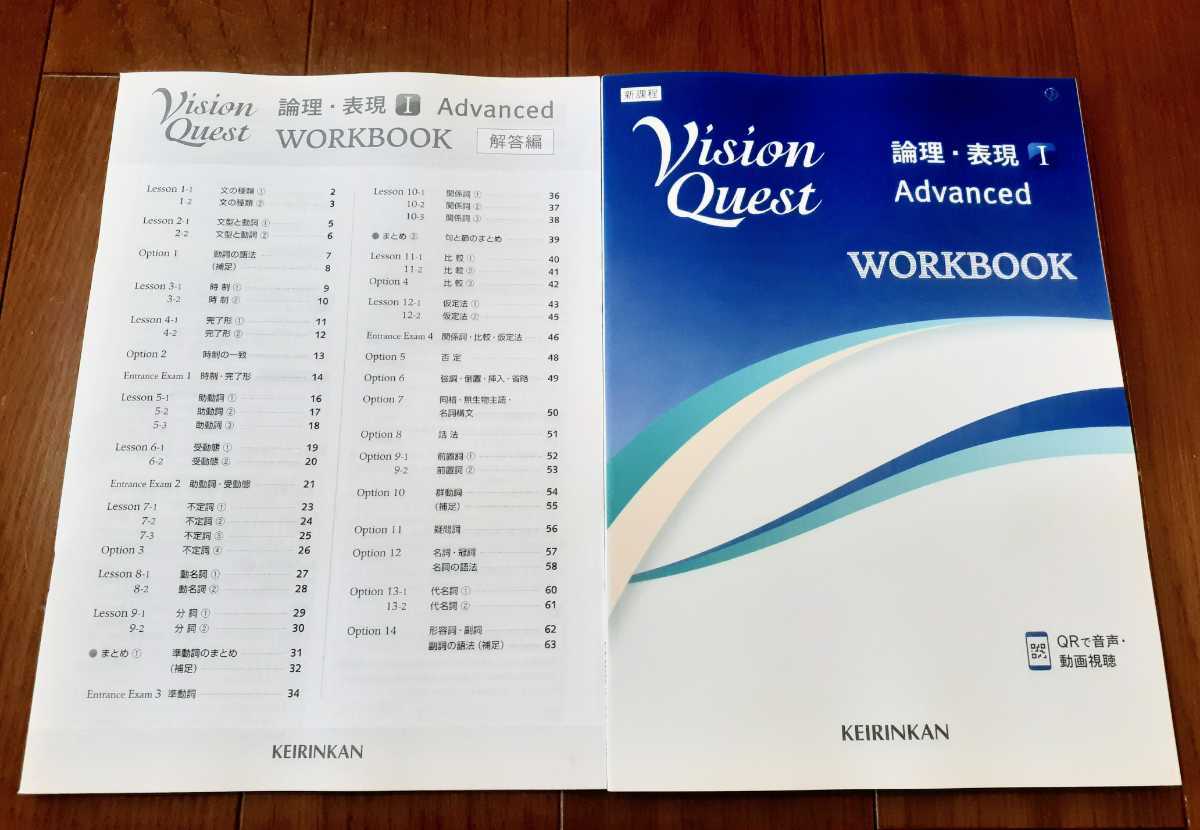 Vision
Quest
論理・表現 I Advanced
WORKBOOK 解答編
Lesson 1-1 文の種類 ① 2
1-2 文の種類 ② 3
Lesson 2-1 文型と動詞 ① 5
2-2 文型と動詞 ② 6
Option 1 動詞の語法 7
(補足) 8
Lesson 3-1 時制 ① 9
3-2 時制 ② 10
Lesson 4-1 完了形 ① 11
4-2 完了形 ② 12
Option 2 時制の一致 13
Entrance Exam 1 時制・完了形 14
Lesson 5-1 助動詞 ① 16
5-2 助動詞 ② 17
5-3 助動詞 ③ 18
Lesson 6-1 受動態 ① 19
6-2 受動態 ② 20
Entrance Exam 2 助動詞・受動態 21
Lesson 7-1 不定詞 ① 23
7-2 不定詞 ② 24
7-3 不定詞 ③ 25
Option 3 不定詞 ④ 26
Lesson 8-1 動名詞 ① 27
8-2 動名詞 ② 28
Lesson 9-1 分詞 ① 29
9-2 分詞 ② 30
● まとめ ① 準動詞のまとめ 31
(補足) 32
Entrance Exam 3 準動詞 34
Lesson 10-1 関係詞 ① 36
10-2 関係詞 ② 37
10-3 関係詞 ③ 38
● まとめ ② 句と節のまとめ 39
Lesson 11-1 比較 ① 40
11-2 比較 ② 41
Option 4 比較 ③ 42
Lesson 12-1 仮定法 ① 43
12-2 仮定法 ② 45
Entrance Exam 4 関係詞・比較・仮定法 46
Option 5 否定 48
Option 6 強調・倒置・挿入・省略 49
Option 7 同格・無生物主語・
名詞構文 50
Option 8 話法 51
Option 9-1 前置詞 ① 52
9-2 前置詞 ② 53
Option 10 群動詞 54
(補足) 55
Option 11 疑問詞 56
Option 12 名詞・冠詞 57
名詞の語法 58
Option 13-1 代名詞 ① 60
13-2 代名詞 ② 61
Option 14 形容詞・副詞 62
副詞の語法 (補足) 63
KEIRINKAN
新課程
Vision
Quest
論理・表現 I
Advanced
WORKBOOK
QRで音声・
動画視聴
KEIRINKAN